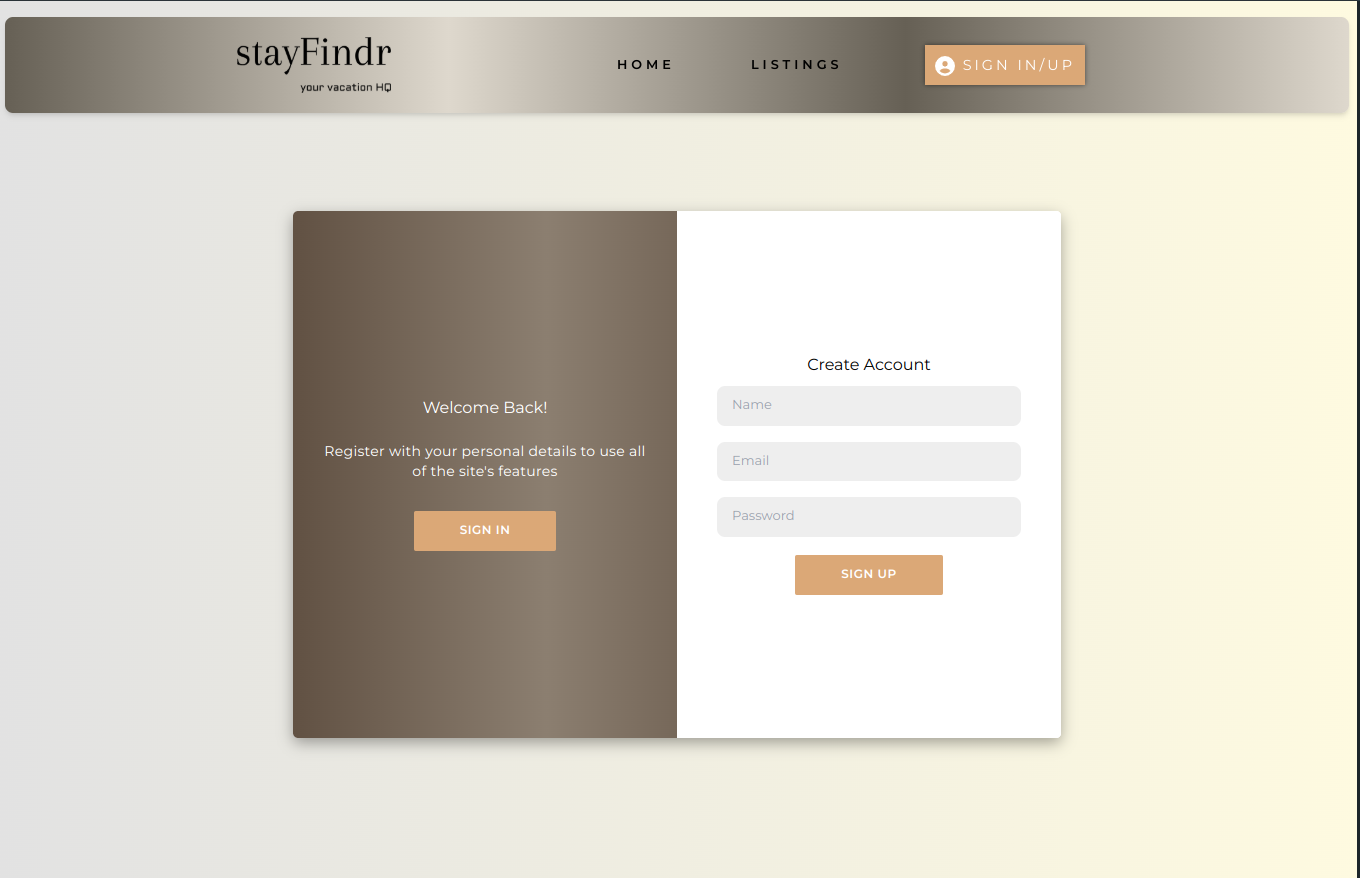 stayFindr
your vacation HQ
HOME
LISTINGS
SIGN IN/UP
Welcome Back!
Register with your personal details to use all
of the site's features
SIGN IN
Create Account
Name
Email
Password
SIGN UP